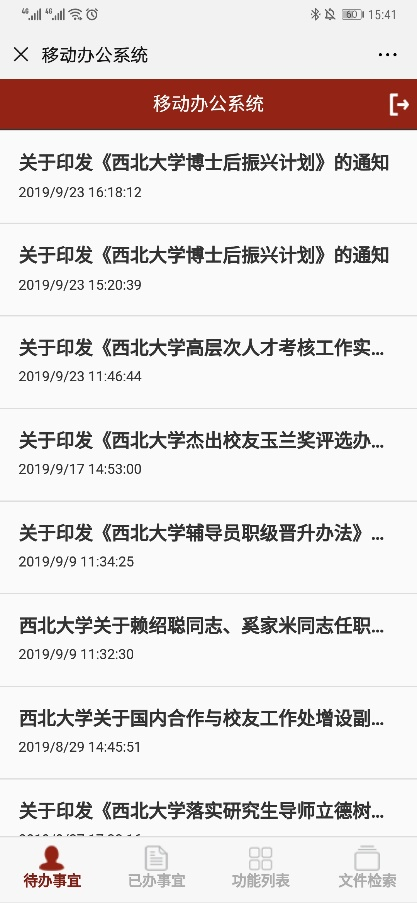 4G 4G 60 15:41
移动办公系统
移动办公系统
关于印发《西北大学博士后振兴计划》的通知
2019/9/23 16:18:12
关于印发《西北大学博士后振兴计划》的通知
2019/9/23 15:20:39
关于印发《西北大学高层次人才考核工作实...
2019/9/23 11:46:44
关于印发《西北大学杰出校友玉兰奖评选办...
2019/9/17 14:53:00
关于印发《西北大学辅导员职级晋升办法》...
2019/9/9 11:34:25
西北大学关于赖绍聪同志、奚家米同志任职...
2019/9/9 11:32:30
西北大学关于国内合作与校友工作处增设副...
2019/8/29 14:45:51
关于印发《西北大学落实研究生导师立德树...
待办事宜 已办事宜 功能列表 文件检索